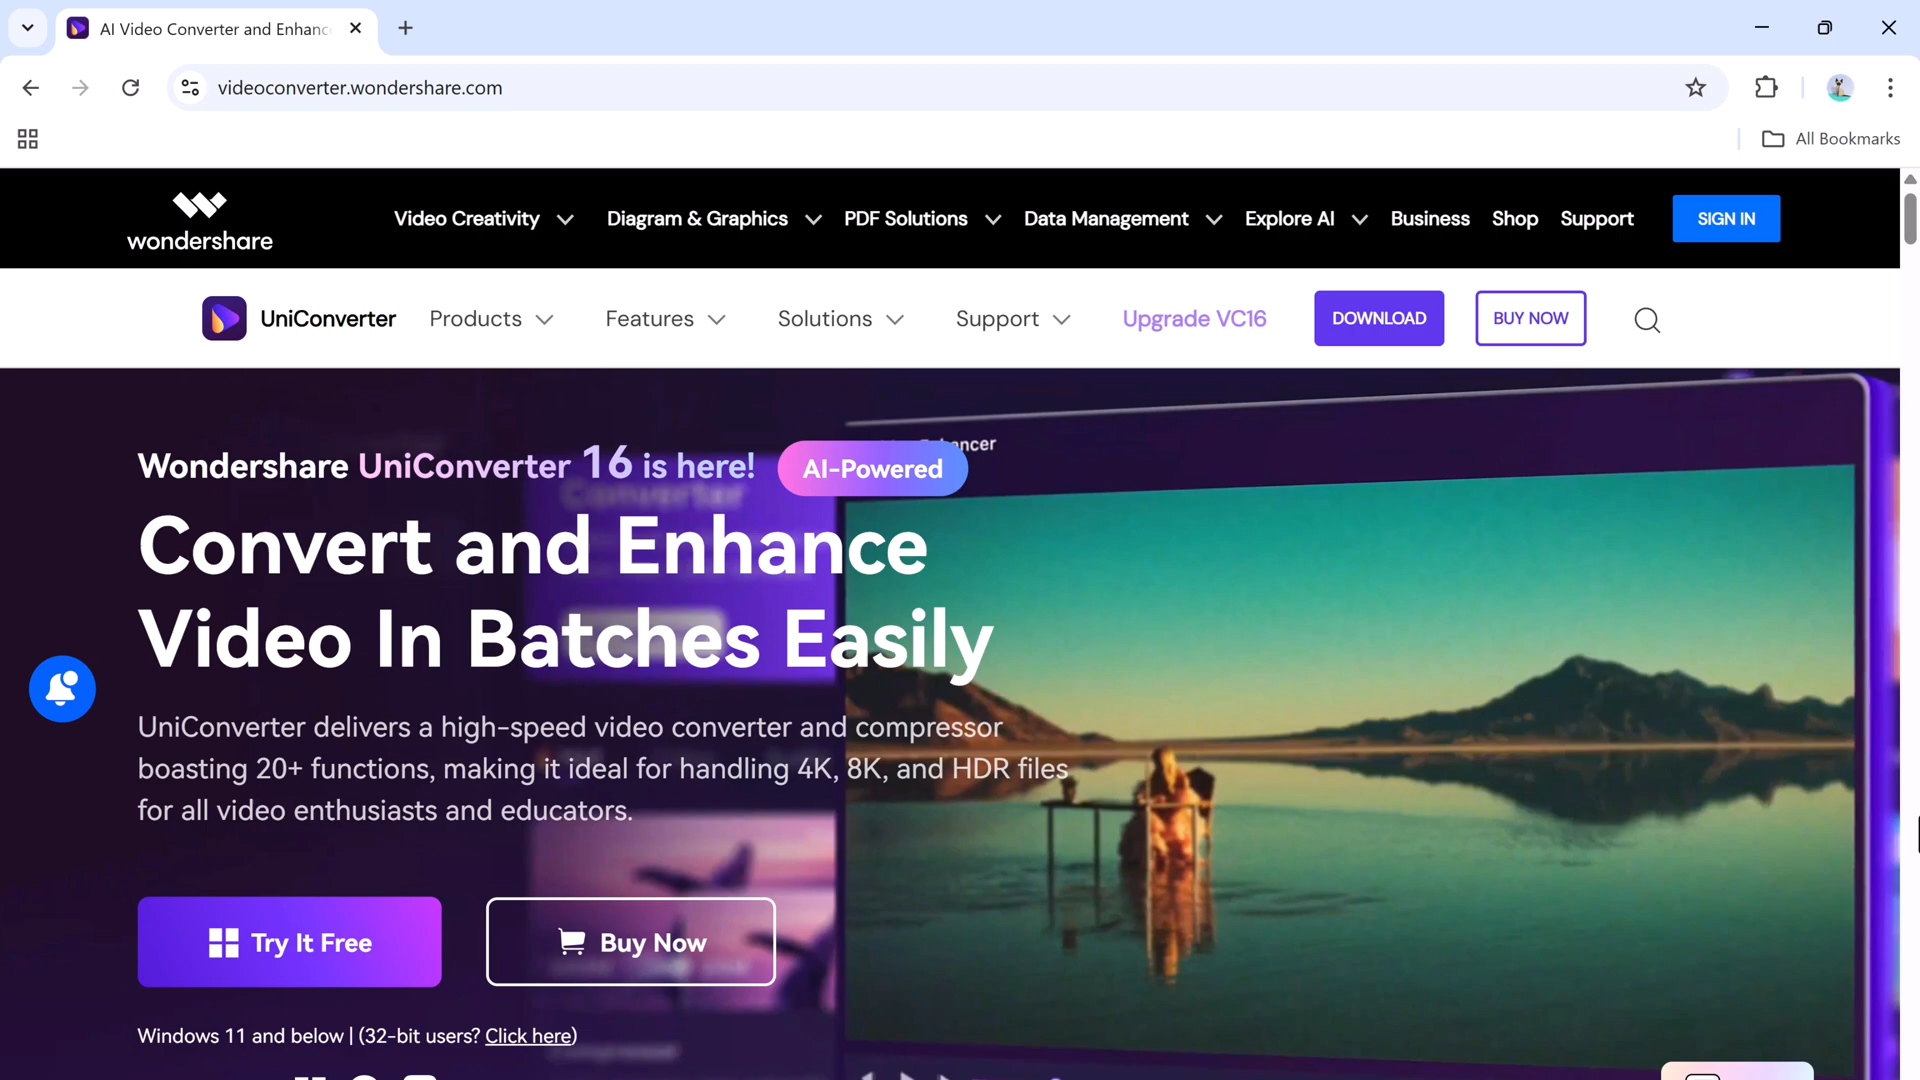 AI Video Converter and Enhanc
videoconverter.wondershare.com
All Bookmarks
wondershare
Video Creativity
Diagram & Graphics
PDF Solutions
Data Management
Explore AI
Business
Shop
Support
SIGN IN
UniConverter
Products
Features
Solutions
Support
Upgrade VC16
DOWNLOAD
BUY NOW
Wondershare UniConverter 16 is here!
AI-Powered
Convert and Enhance
Video In Batches Easily
UniConverter delivers a high-speed video converter and compressor
boasting 20+ functions, making it ideal for handling 4K, 8K, and HDR files
for all video enthusiasts and educators.
Try It Free
Buy Now
Windows 11 and below | (32-bit users? Click here)